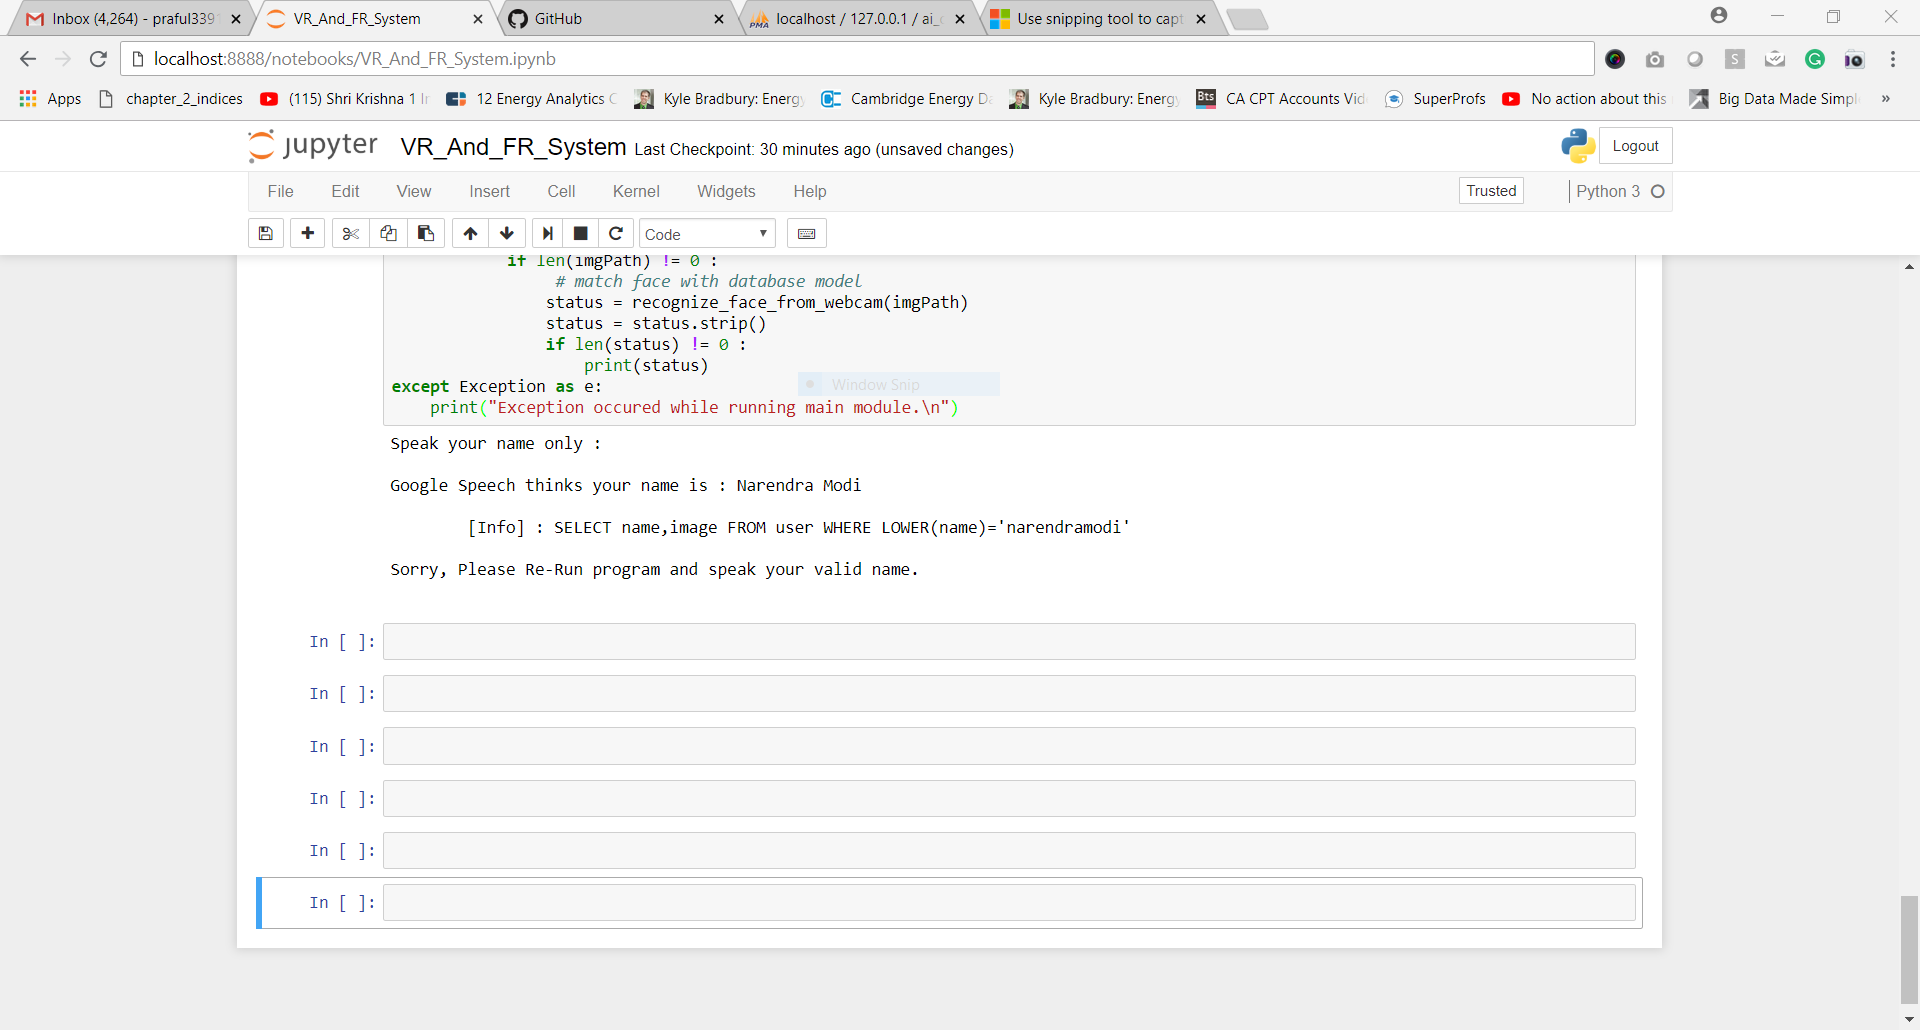 Inbox (4,264) - praful3391
VR_And_FR_System
GitHub
localhost / 127.0.0.1 / ai_
Use snipping tool to capt
localhost:8888/notebooks/VR_And_FR_System.ipynb
Apps
chapter_2_indices
(115) Shri Krishna 1
12 Energy Analytics
Kyle Bradbury: Energy
Cambridge Energy
Kyle Bradbury: Energy
Bts
CA CPT Accounts Vid
SuperProfs
No action about this
Big Data Made Simpl
»
jupyter
VR_And_FR_System Last Checkpoint: 30 minutes ago (unsaved changes)
Logout
File Edit View Insert Cell Kernel Widgets Help
Trusted
Python 3
Code
if len(imgPath) != 0 :
# match face with database model
status = recognize_face_from_webcam(imgPath)
status = status.strip()
if len(status) != 0 :
print(status)
except Exception as e:
Window Snip
print("Exception occured while running main module.\n")
Speak your name only :
Google Speech thinks your name is : Narendra Modi
[Info] : SELECT name,image FROM user WHERE LOWER(name)='narendramodi'
Sorry, Please Re-Run program and speak your valid name.
In [ ]:
In [ ]:
In [ ]:
In [ ]:
In [ ]:
In [ ]: